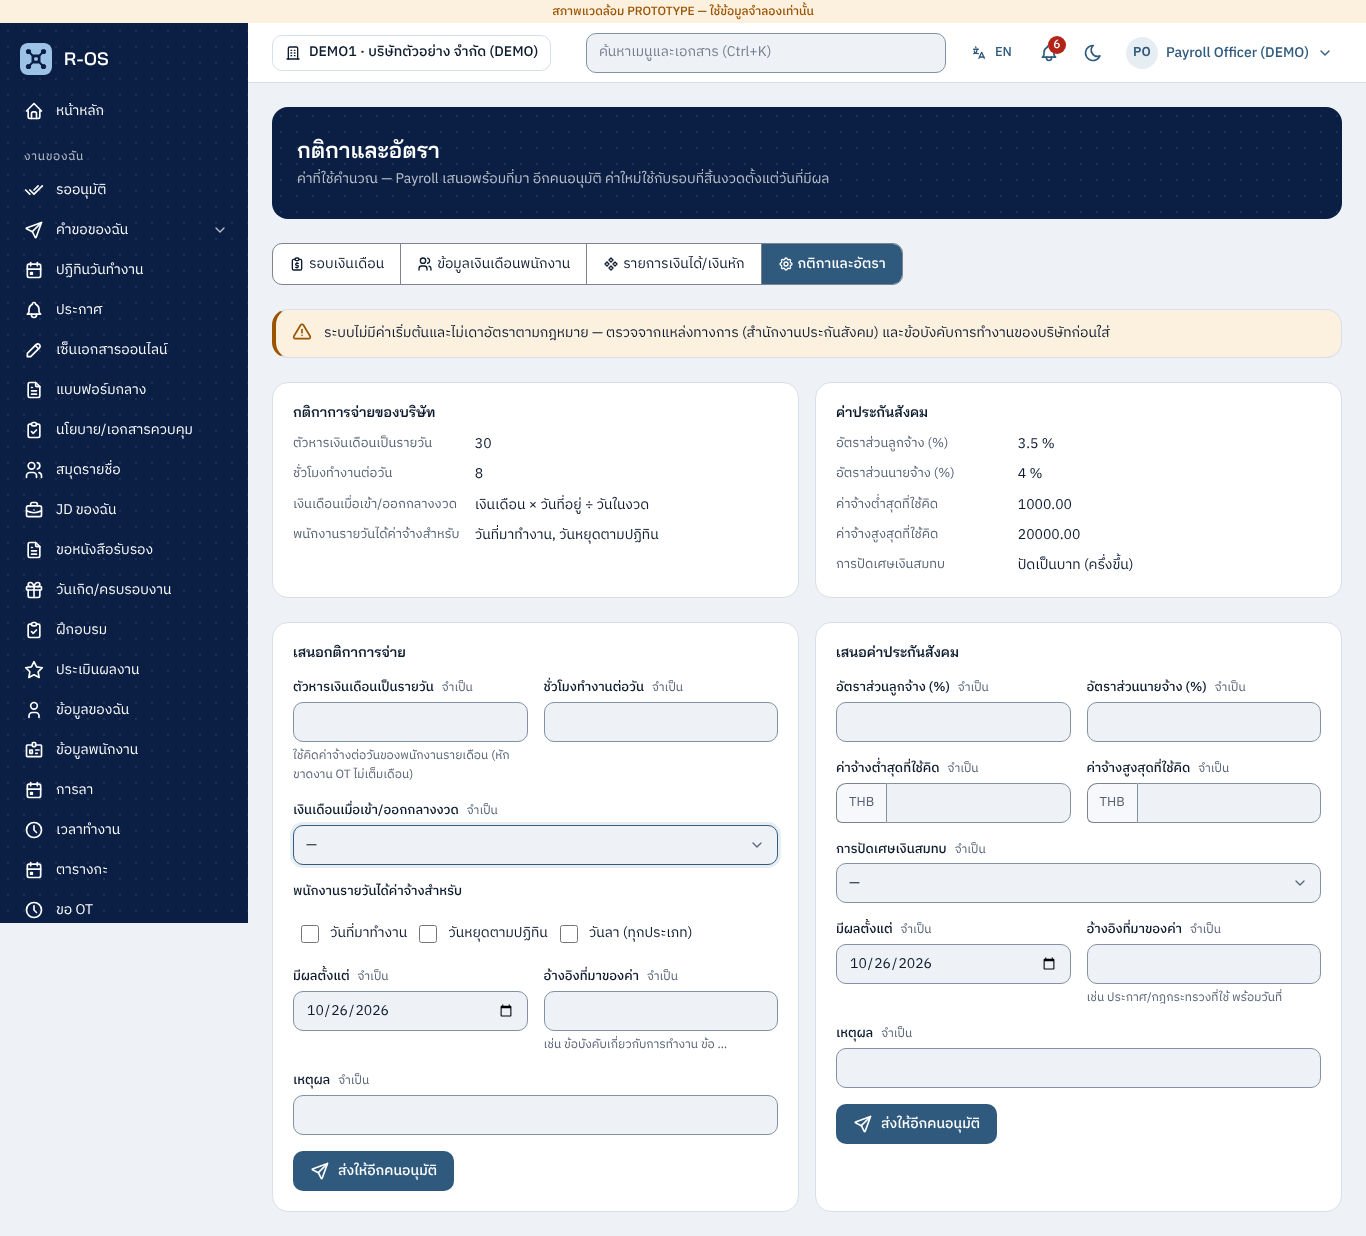 สภาพแวดล้อม PROTOTYPE — ใช้ข้อมูลจำลองเท่านั้น
R-OS
DEMO1 · บริษัทตัวอย่าง จำกัด (DEMO)
ค้นหาเมนูและเอกสาร (Ctrl+K)
EN
6
PO
Payroll Officer (DEMO)
หน้าหลัก
งานของฉัน
รออนุมัติ
คำขอของฉัน
ปฏิทินวันทำงาน
ประกาศ
เซ็นเอกสารออนไลน์
แบบฟอร์มกลาง
นโยบาย/เอกสารควบคุม
สมุดรายชื่อ
JD ของฉัน
ขอหนังสือรับรอง
วันเกิด/ครบรอบงาน
ฝึกอบรม
ประเมินผลงาน
ข้อมูลของฉัน
ข้อมูลพนักงาน
การลา
เวลาทำงาน
ตารางกะ
ขอ OT
กติกาและอัตรา
ค่าที่ใช้คำนวณ — Payroll เสนอพร้อมที่มา อีกคนอนุมัติ ค่าใหม่ใช้กับรอบที่สิ้นงวดตั้งแต่วันที่มีผล
รอบเงินเดือน
ข้อมูลเงินเดือนพนักงาน
รายการเงินได้/เงินหัก
กติกาและอัตรา
ระบบไม่มีค่าเริ่มต้นและไม่เดาอัตราตามกฎหมาย — ตรวจจากแหล่งทางการ (สำนักงานประกันสังคม) และข้อบังคับการทำงานของบริษัทก่อนใส่
กติกาการจ่ายของบริษัท
ตัวหารเงินเดือนเป็นรายวัน 30
ชั่วโมงทำงานต่อวัน 8
เงินเดือนเมื่อเข้า/ออกกลางงวด เงินเดือน × วันที่อยู่ ÷ วันในงวด
พนักงานรายวันได้ค่าจ้างสำหรับ วันที่มาทำงาน, วันหยุดตามปฏิทิน
ค่าประกันสังคม
อัตราส่วนลูกจ้าง (%) 3.5 %
อัตราส่วนนายจ้าง (%) 4 %
ค่าจ้างต่ำสุดที่ใช้คิด 1000.00
ค่าจ้างสูงสุดที่ใช้คิด 20000.00
การปัดเศษเงินสมทบ ปัดเป็นบาท (ครึ่งขึ้น)
เสนอกติกาการจ่าย
ตัวหารเงินเดือนเป็นรายวัน จำเป็น
ชั่วโมงทำงานต่อวัน จำเป็น
ใช้คิดค่าจ้างต่อวันของพนักงานรายเดือน (หัก
ขาดงาน OT ไม่เต็มเดือน)
เงินเดือนเมื่อเข้า/ออกกลางงวด จำเป็น
—
พนักงานรายวันได้ค่าจ้างสำหรับ
วันที่มาทำงาน
วันหยุดตามปฏิทิน
วันลา (ทุกประเภท)
มีผลตั้งแต่ จำเป็น
อ้างอิงที่มาของค่า จำเป็น
10/26/2026
เช่น ข้อบังคับเกี่ยวกับการทำงาน ข้อ ...
เหตุผล จำเป็น
ส่งให้อีกคนอนุมัติ
เสนอค่าประกันสังคม
อัตราส่วนลูกจ้าง (%) จำเป็น
อัตราส่วนนายจ้าง (%) จำเป็น
ค่าจ้างต่ำสุดที่ใช้คิด จำเป็น
ค่าจ้างสูงสุดที่ใช้คิด จำเป็น
THB
THB
การปัดเศษเงินสมทบ จำเป็น
—
มีผลตั้งแต่ จำเป็น
อ้างอิงที่มาของค่า จำเป็น
10/26/2026
เช่น ประกาศ/กฎกระทรวงที่ใช้ พร้อมวันที่
เหตุผล จำเป็น
ส่งให้อีกคนอนุมัติ